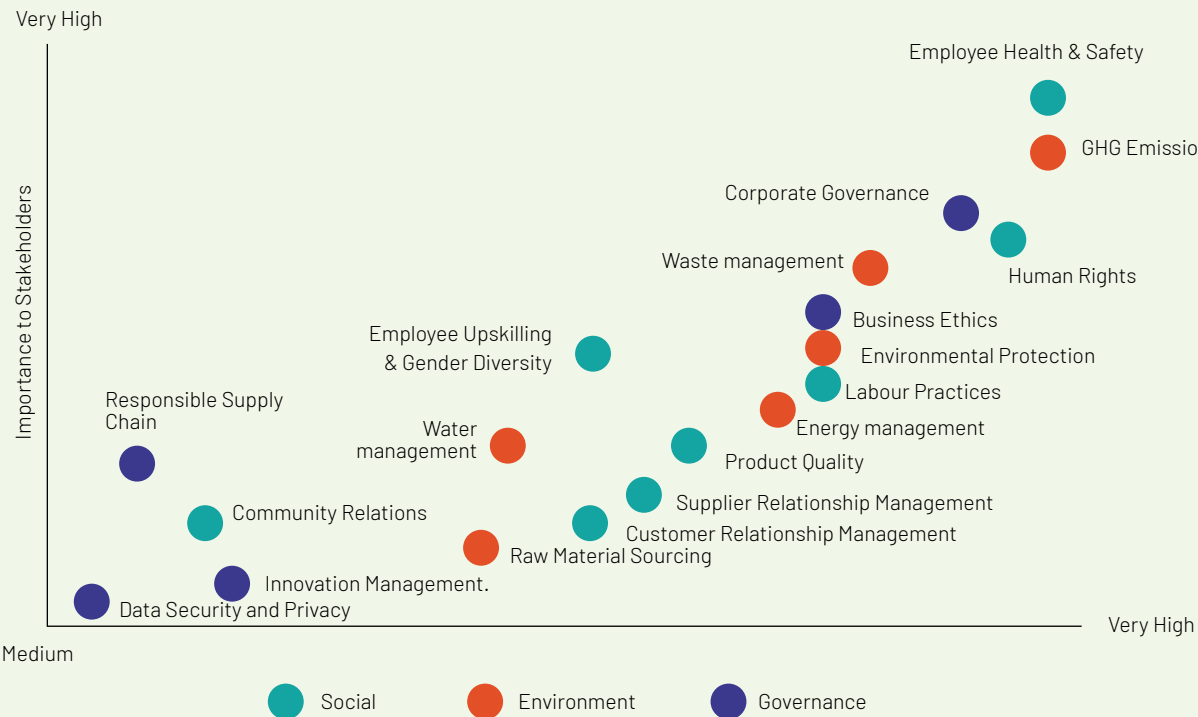 Very High
Employee Health & Safety
GHG Emissio
Corporate Governance
Waste management
Human Rights
Business Ethics
Employee Upskilling
& Gender Diversity
Environmental Protection
Labour Practices
Responsible Supply
Chain
Energy management
Water
management
Product Quality
Supplier Relationship Management
Community Relations
Customer Relationship Management
Raw Material Sourcing
Innovation Management.
Data Security and Privacy
Importance to Stakeholders
Very High
Medium
Social
Environment
Governance